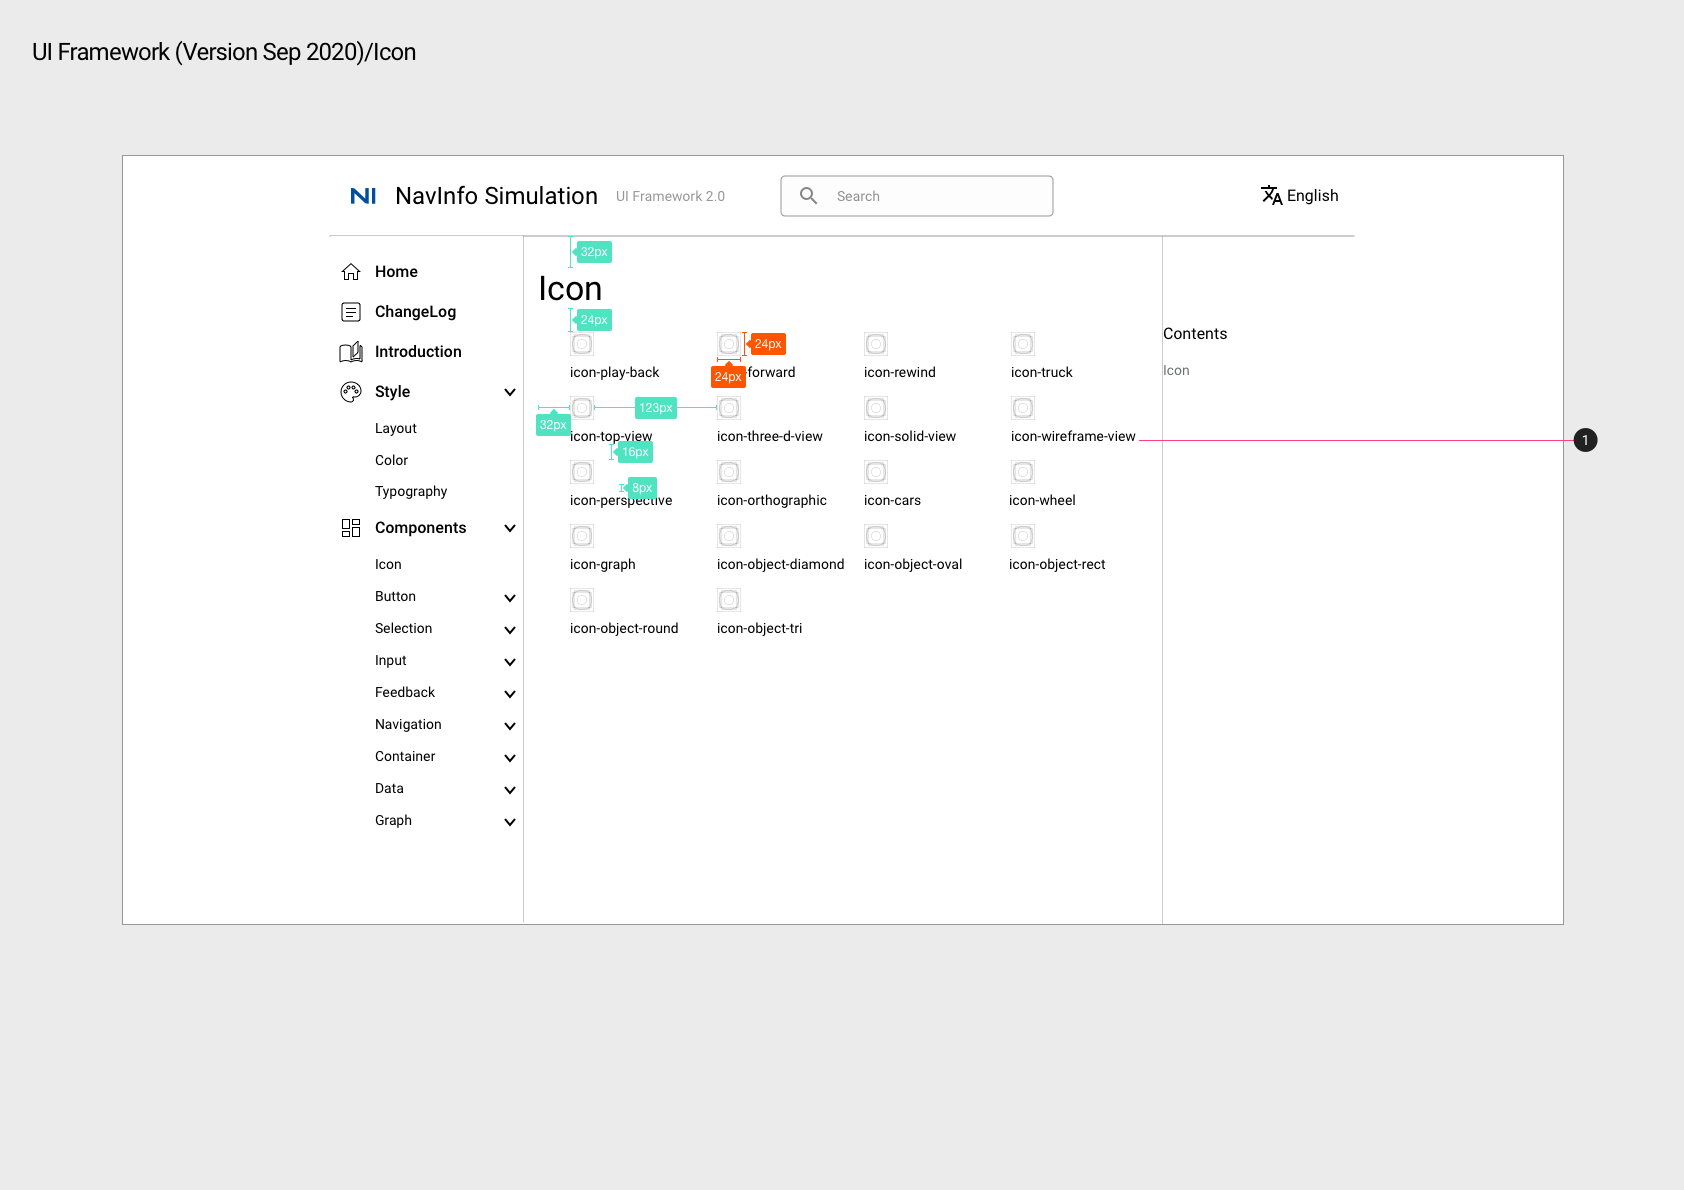 UI Framework (Version Sep 2020)/Icon
NI NavInfo Simulation UI Framework 2.0 Search English
Home
ChangeLog
Introduction
Style
Layout
Color
Typography
Components
Icon
Button
Selection
Input
Feedback
Navigation
Container
Data
Graph
32px
Icon
24px
24px
24px
icon-play-back -forward icon-rewind icon-truck
123px
32px
icon-top-view icon-three-d-view icon-solid-view icon-wireframe-view
16px
8px
icon-perspective icon-orthographic icon-cars icon-wheel
icon-graph icon-object-diamond icon-object-oval icon-object-rect
icon-object-round icon-object-tri
Contents
Icon
1